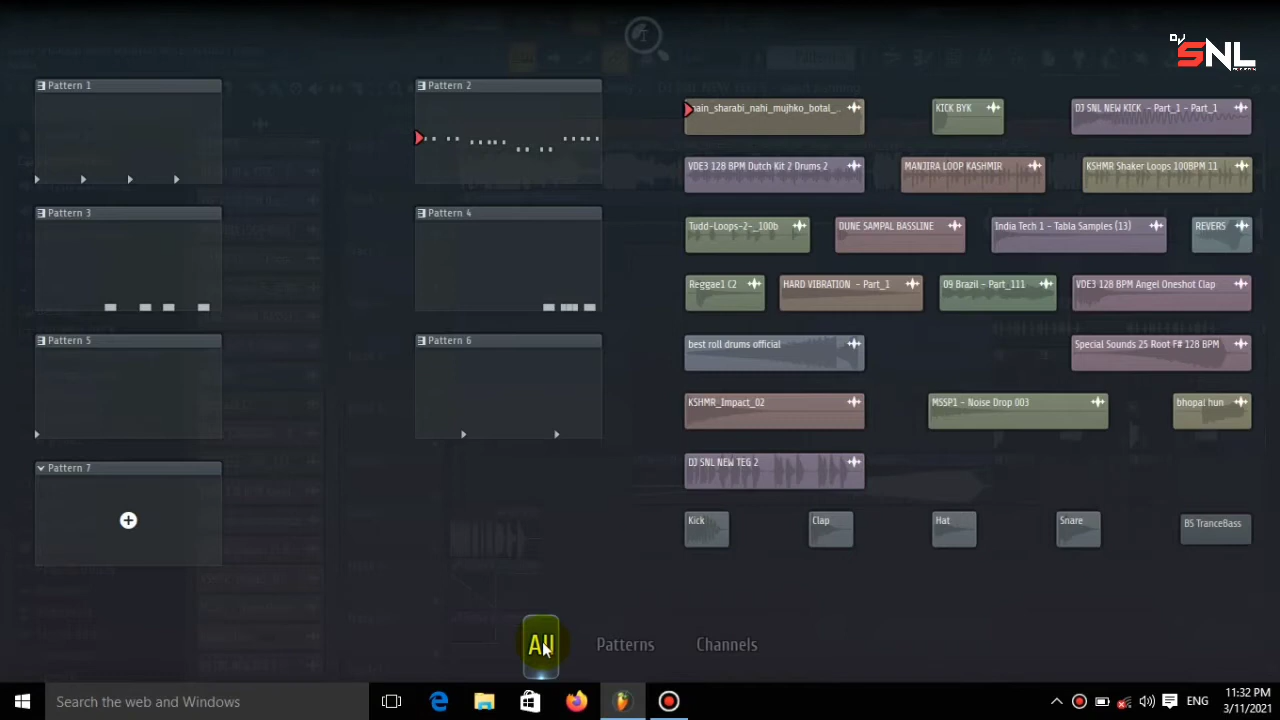 DJ
SNL
Pattern 1
Pattern 2
Pattern 3
Pattern 4
Pattern 5
Pattern 6
Pattern 7
main_sharabi_nahi_mujhko_botal_..
KICK BYK
DJ SNL NEW KICK - Part_1 - Part_1
VDE3 128 BPM Dutch Kit 2 Drums 2
MANJIRA LOOP KASHMIR
KSHMR Shaker Loops 100BPM 11
Tudd-Loops-2-_100b
DUNE SAMPAL BASSLINE
India Tech 1 - Tabla Samples (13)
REVERS
Reggae1 C2
HARD VIBRATION - Part_1
09 Brazil - Part_111
VDE3 128 BPM Angel Oneshot Clap
best roll drums official
Special Sounds 25 Root F# 128 BPM
KSHMR_Impact_02
MSSP1 - Noise Drop 003
bhopal hun
DJ SNL NEW TEG 2
Kick
Clap
Hat
Snare
BS TranceBass
All
Patterns
Channels
Search the web and Windows
ENG
11:32 PM
3/11/2021